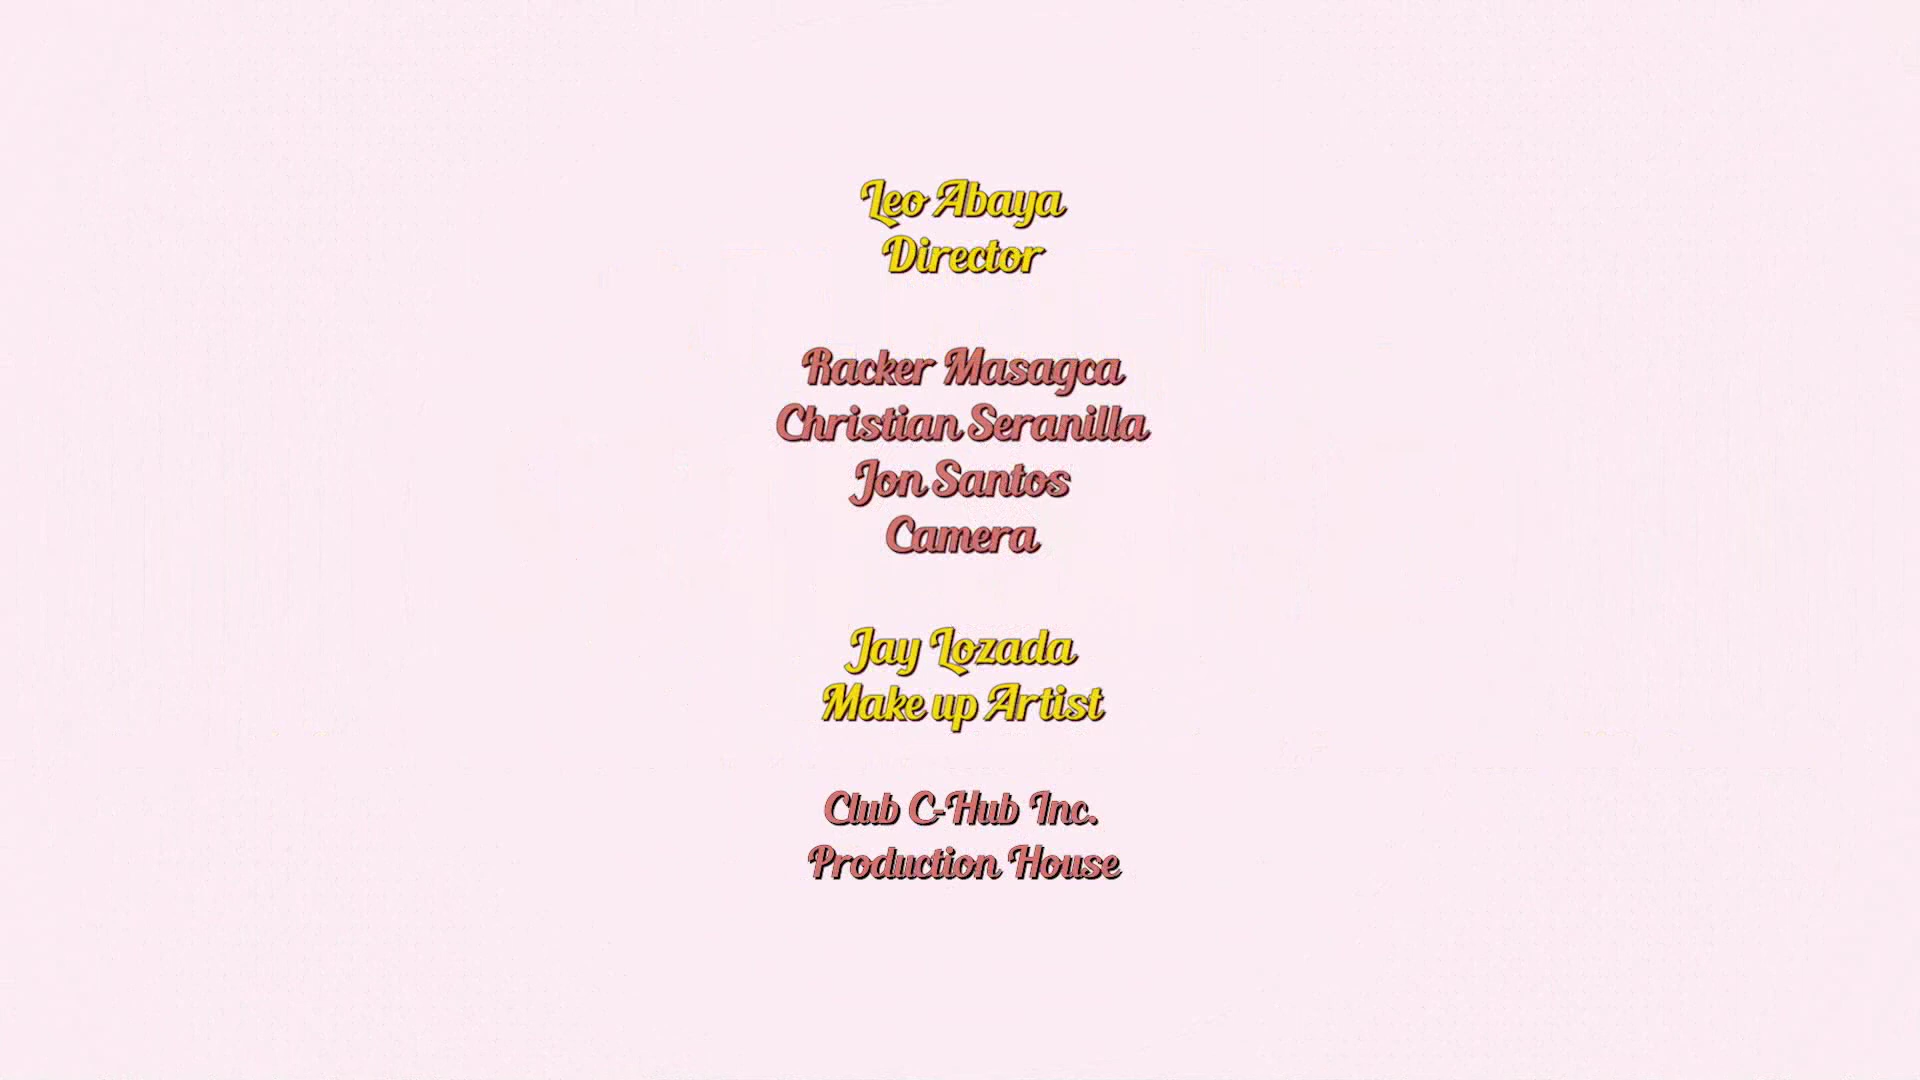 Leo Abaya
Director
Racker Masagca
Christian Seranilla
Jon Santos
Camera
Jay Lozada
Make up Artist
Club C-Hub Inc.
Production House